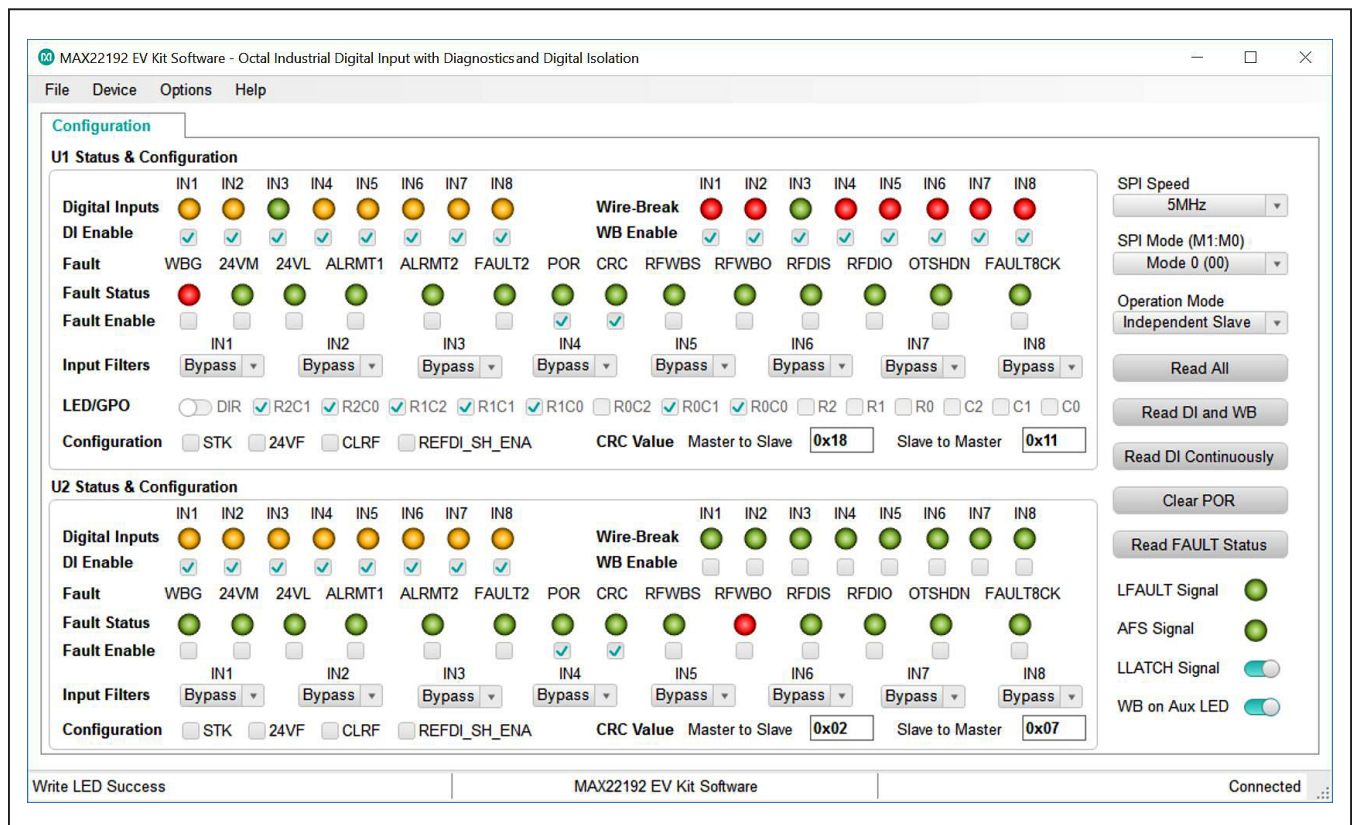 MAX22192 EV Kit Software - Octal Industrial Digital Input with Diagnostics and Digital Isolation
File Device Options Help
Configuration
U1 Status & Configuration
IN1 IN2 IN3 IN4 IN5 IN6 IN7 IN8 IN1 IN2 IN3 IN4 IN5 IN6 IN7 IN8
Digital Inputs Wire-Break
DI Enable WB Enable
Fault WBG 24VM 24VL ALRMT1 ALRMT2 FAULT2 POR CRC RFWBS RFWBO RFDIS RFDIO OTSHDN FAULT8CK
Fault Status
Fault Enable
IN1 IN2 IN3 IN4 IN5 IN6 IN7 IN8
Input Filters Bypass Bypass Bypass Bypass Bypass Bypass Bypass Bypass
LED/GPO DIR R2C1 R2C0 R1C2 R1C1 R1C0 R0C2 R0C1 R0C0 R2 R1 R0 C2 C1 C0
Configuration STK 24VF CLRF REFDI_SH_ENA CRC Value Master to Slave 0x18 Slave to Master 0x11
U2 Status & Configuration
IN1 IN2 IN3 IN4 IN5 IN6 IN7 IN8 IN1 IN2 IN3 IN4 IN5 IN6 IN7 IN8
Digital Inputs Wire-Break
DI Enable WB Enable
Fault WBG 24VM 24VL ALRMT1 ALRMT2 FAULT2 POR CRC RFWBS RFWBO RFDIS RFDIO OTSHDN FAULT8CK
Fault Status
Fault Enable
IN1 IN2 IN3 IN4 IN5 IN6 IN7 IN8
Input Filters Bypass Bypass Bypass Bypass Bypass Bypass Bypass Bypass
Configuration STK 24VF CLRF REFDI_SH_ENA CRC Value Master to Slave 0x02 Slave to Master 0x07
SPI Speed
5MHz
SPI Mode (M1:M0)
Mode 0 (00)
Operation Mode
Independent Slave
Read All
Read DI and WB
Read DI Continuously
Clear POR
Read FAULT Status
LFAULT Signal
AFS Signal
LLATCH Signal
WB on Aux LED
Write LED Success MAX22192 EV Kit Software Connected